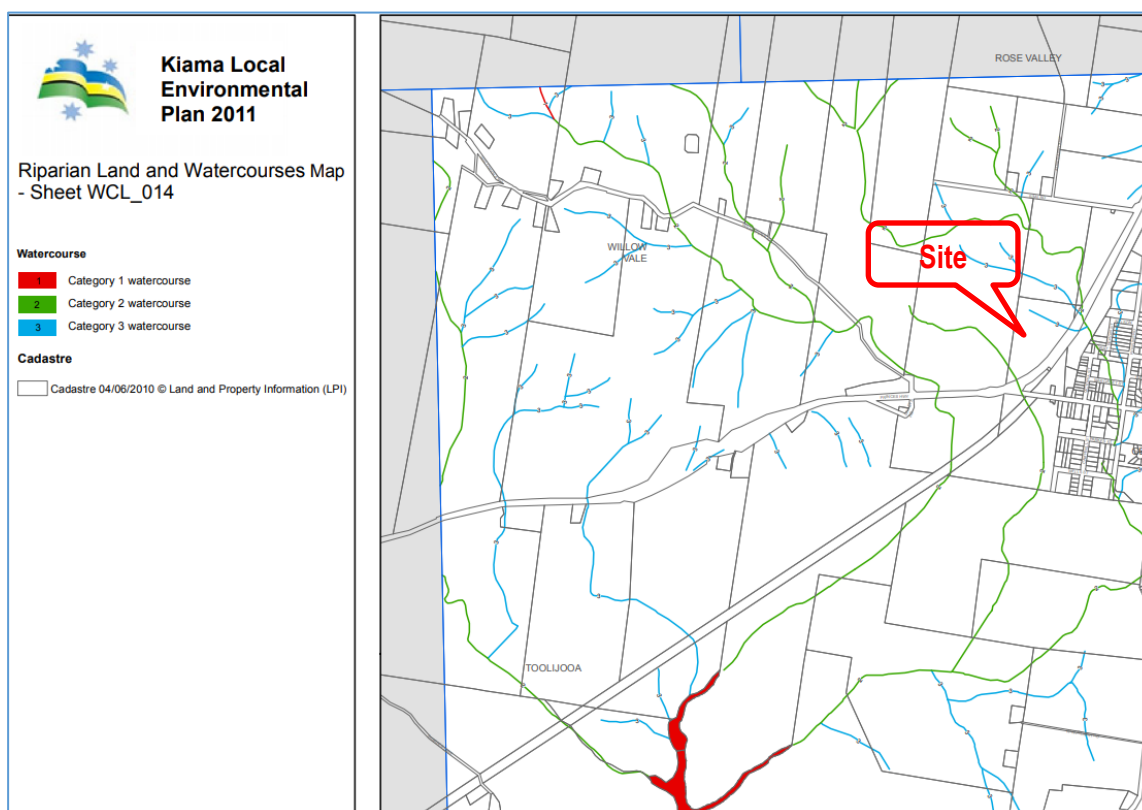 Kiama Local
Environmental
Plan 2011
Riparian Land and Watercourses Map
- Sheet WCL_014
Watercourse
1 Category 1 watercourse
2 Category 2 watercourse
3 Category 3 watercourse
Cadastre
Cadastre 04/06/2010 © Land and Property Information (LPI)
ROSE VALLEY
WILLOW
VALE
Site
TOOLIJOOA